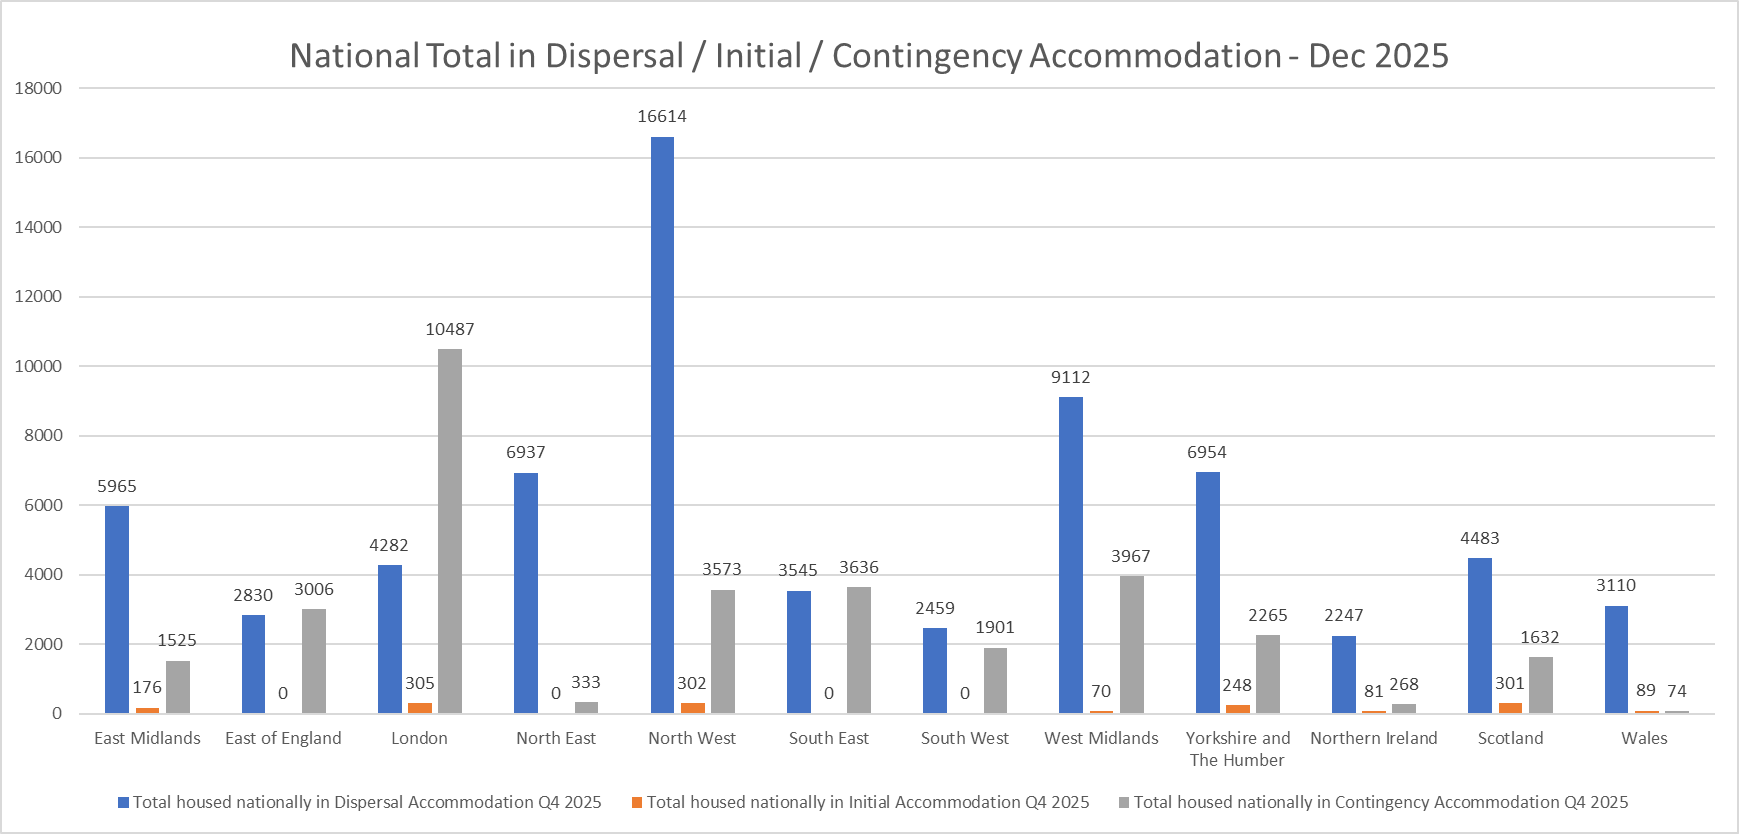 National Total in Dispersal / Initial / Contingency Accommodation - Dec 2025
18000
16000
14000
12000
10000
8000
6000
4000
2000
0
5965
176
1525
2830
0
3006
4282
305
10487
6937
0
333
16614
302
3573
3545
0
3636
2459
0
1901
9112
70
3967
6954
248
2265
2247
81
268
4483
301
1632
3110
89
74
East Midlands
East of England
London
North East
North West
South East
South West
West Midlands
Yorkshire and
The Humber
Northern Ireland
Scotland
Wales
Total housed nationally in Dispersal Accommodation Q4 2025
Total housed nationally in Initial Accommodation Q4 2025
Total housed nationally in Contingency Accommodation Q4 2025